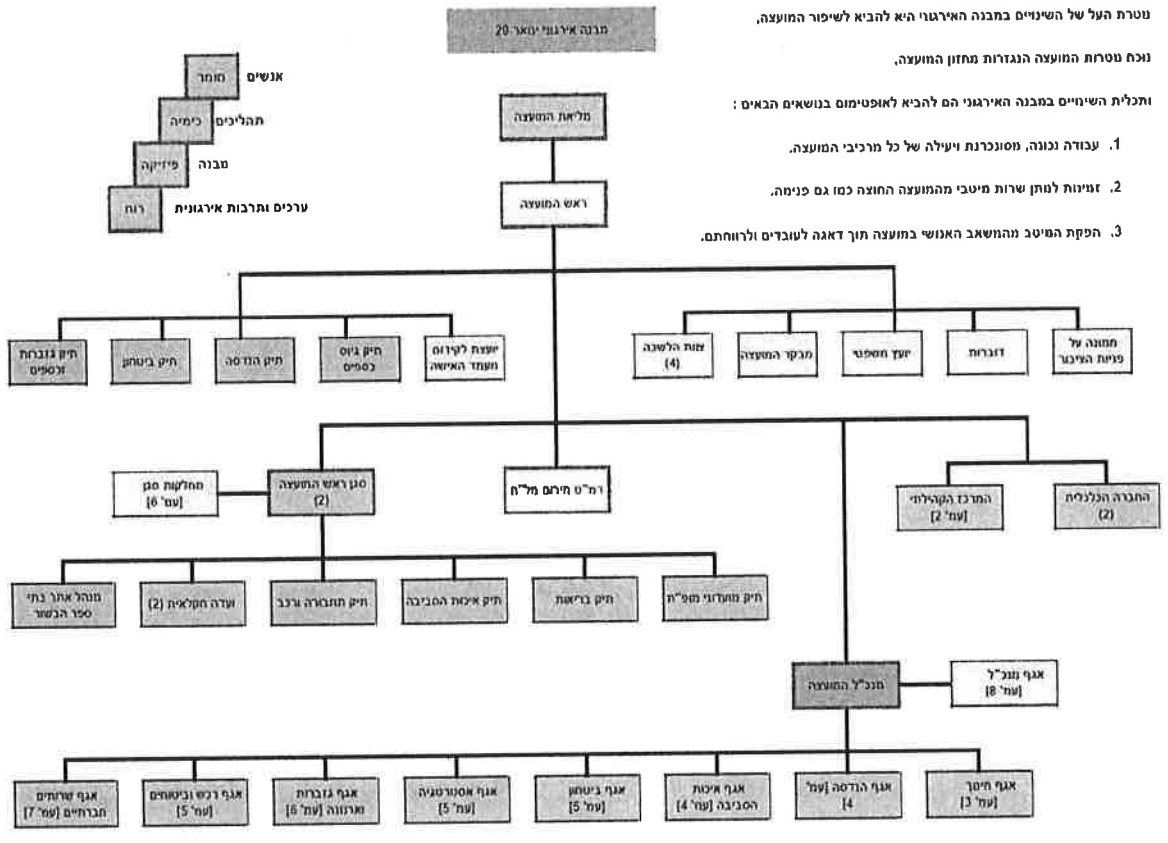 מטרת העל של השינויים במבנה האירגוני היא להביא לשיפור המועצה,
נוכח מטרות המועצה הנגזרות מחזון המועצה,
ותכלית השינויים במבנה האירגוני הם להביא לאופטימום בנושאים הבאים :
1. עבודה נכונה, מסונכרנת ויעילה של כל מרכיבי המועצה.
2. זמינות למתן שרות מיטבי מהמועצה החוצה כמו גם פנימה.
3. הפקת המיטב מהמשאב האנושי במועצה תוך דאגה לעובדים ולרווחתם.
מבנה אירגוני ינואר 20
אנשים
חומר
תהליכים
כימיה
מבנה
פיזיקה
ערכים ותרבות אירגונית
רוח
מליאת המועצה
ראש המועצה
ממונה על
פניות הציבור
דוברות
יועץ משפטי
מבקר המועצה
צוות הלשכה
(4)
יועצת לקידום
מעמד האישה
תיק גיוס
כספים
תיק הנדסה
תיק ביטחון
תיק גזברות
וכספים
החברה הכלכלית
(2)
המרכז הקהילתי
[עמ' 2]
רמ"ט חירום מל"ח
סגן ראש המועצה
(2)
מחלקות סגן
[עמ' 6]
תיק מועדוני מופ"ת
תיק בריאות
תיק איכות הסביבה
תיק תחבורה ורכב
ועדה חקלאית (2)
מנהל אתר בתי
ספר הבשור
אגף מנכ"ל
[עמ' 8]
מנכ"ל המועצה
אגף חינוך
[עמ' 3]
אגף הנדסה [עמ'
4]
אגף איכות
הסביבה [עמ' 4]
אגף ביטחון
[עמ' 5]
אגף אסטרטגיה
[עמ' 5]
אגף גזברות
וארנונה [עמ' 6]
אגף רכש וביטוחים
[עמ' 5]
אגף שרותים
חברתיים [עמ' 7]